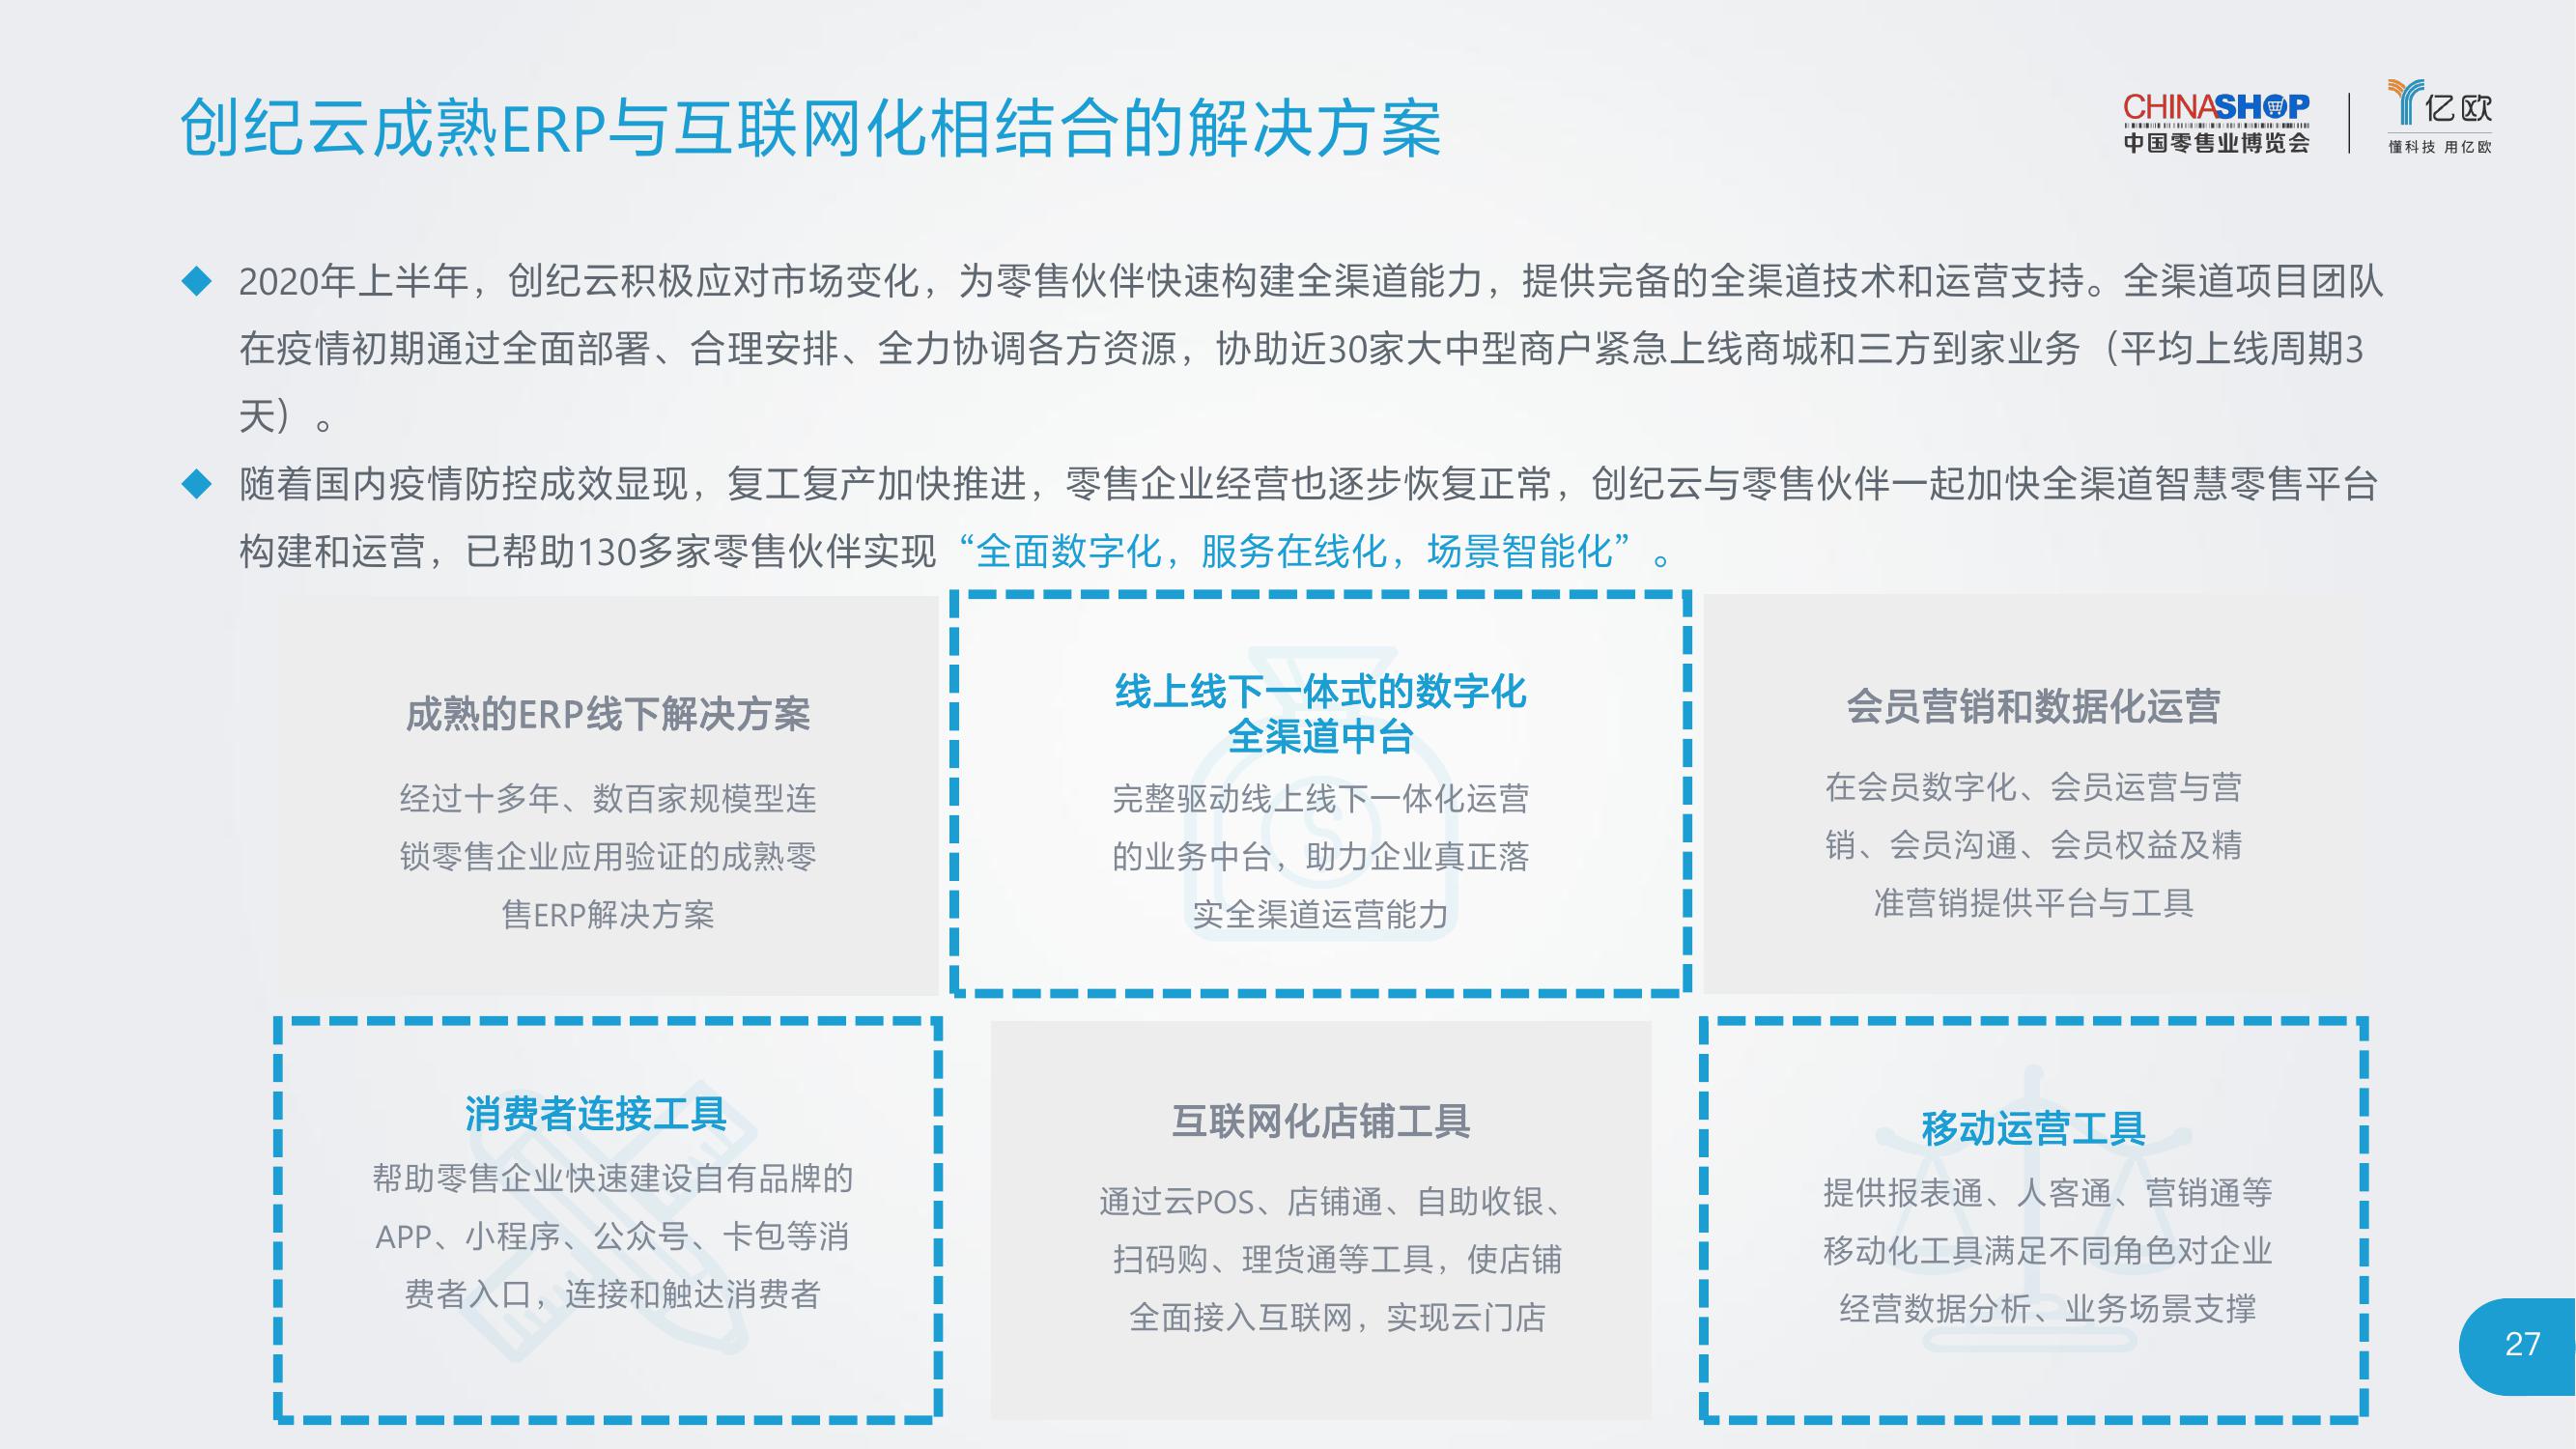 创纪云成熟ERP与互联网化相结合的解决方案
CHINASHOP
中国零售业博览会
亿欧
懂科技 用亿欧
2020年上半年，创纪云积极应对市场变化，为零售伙伴快速构建全渠道能力，提供完备的全渠道技术和运营支持。全渠道项目团队
在疫情初期通过全面部署、合理安排、全力协调各方资源，协助近30家大中型商户紧急上线商城和三方到家业务（平均上线周期3
天）。
随着国内疫情防控成效显现，复工复产加快推进，零售企业经营也逐步恢复正常，创纪云与零售伙伴一起加快全渠道智慧零售平台
构建和运营，已帮助130多家零售伙伴实现“全面数字化，服务在线化，场景智能化”。
成熟的ERP线下解决方案
经过十多年、数百家规模型连
锁零售企业应用验证的成熟零
售ERP解决方案
线上线下一体式的数字化
全渠道中台
完整驱动线上线下一体化运营
的业务中台，助力企业真正落
实全渠道运营能力
会员营销和数据化运营
在会员数字化、会员运营与营
销、会员沟通、会员权益及精
准营销提供平台与工具
消费者连接工具
帮助零售企业快速建设自有品牌的
APP、小程序、公众号、卡包等消
费者入口，连接和触达消费者
互联网化店铺工具
通过云POS、店铺通、自助收银、
扫码购、理货通等工具，使店铺
全面接入互联网，实现云门店
移动运营工具
提供报表通、人客通、营销通等
移动化工具满足不同角色对企业
经营数据分析、业务场景支撑
27